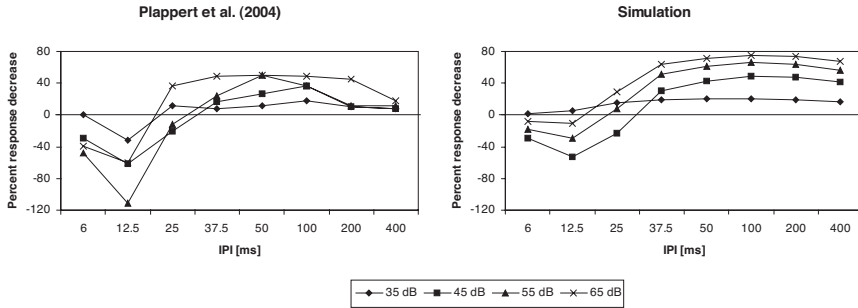 Plappert et al. (2004)
Percent response decrease
80
40
0
-40
-80
-120
6 12.5 25 37.5 50 100 200 400
IPI [ms]
Simulation
Percent response decrease
80
40
0
-40
-80
-120
6 12.5 25 37.5 50 100 200 400
IPI [ms]
35 dB 45 dB 55 dB 65 dB